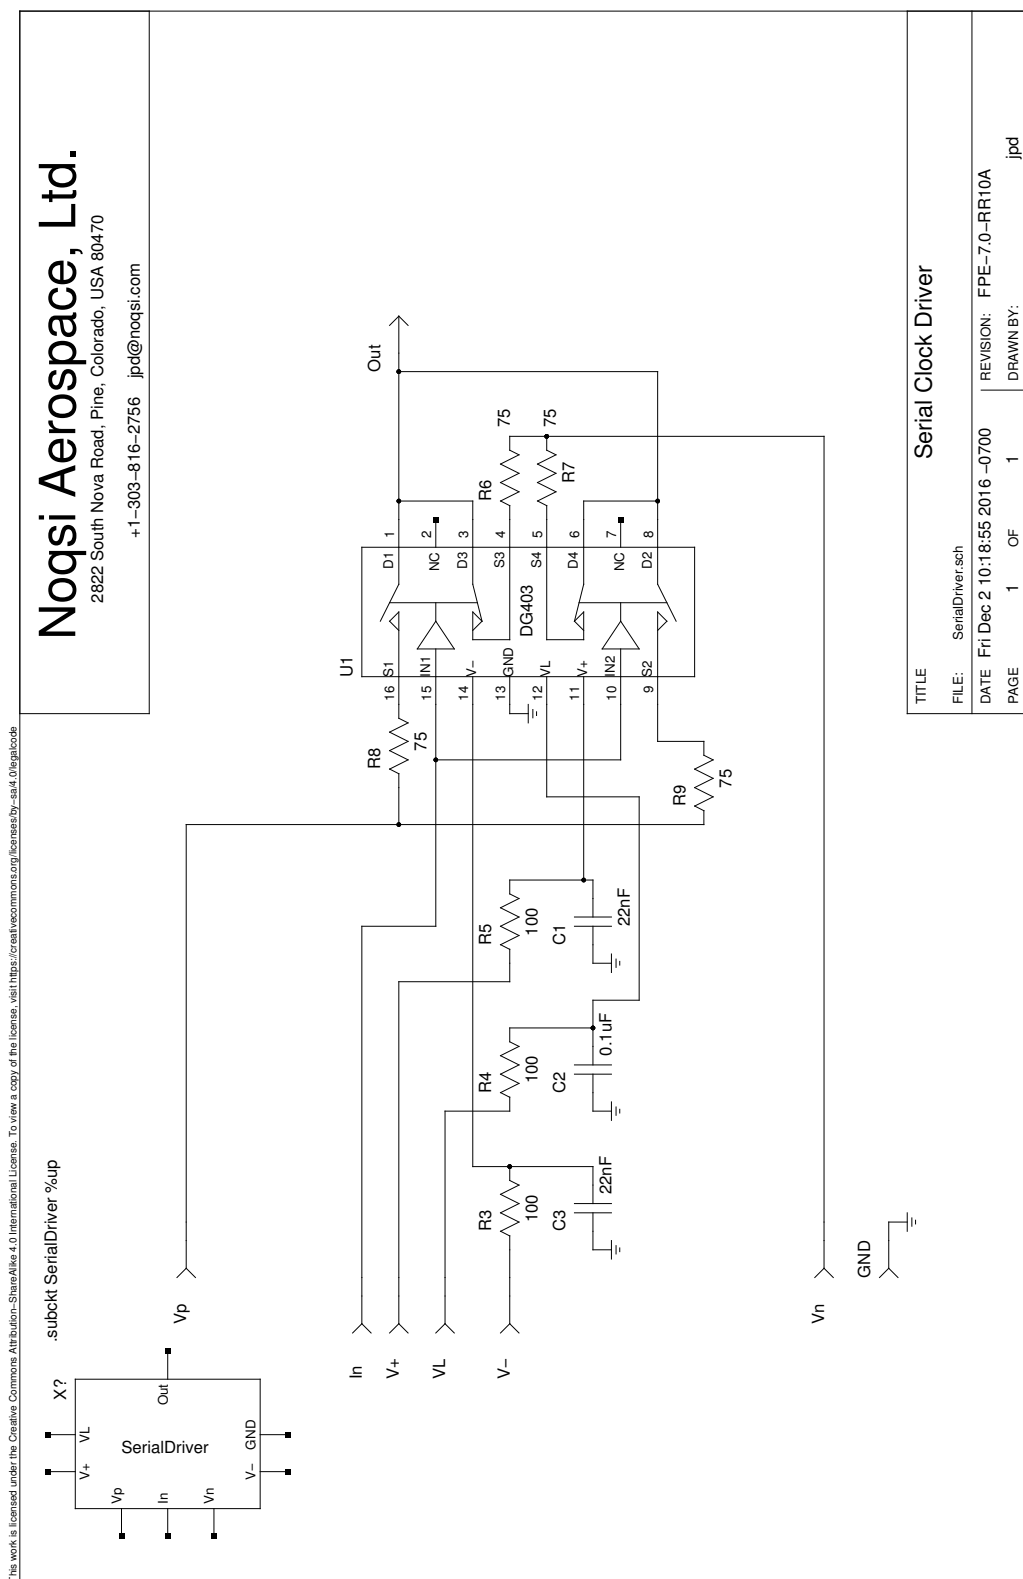 This work is licensed under the Creative Commons Attribution−ShareAlike 4.0 International License. To view a copy of the license, visit https://creativecommons.org/licenses/by−sa/4.0/legalcode
Noqsi Aerospace, Ltd.
2822 South Nova Road, Pine, Colorado, USA 80470
+1−303−816−2756 jpd@noqsi.com
.subckt SerialDriver %up
X?
V+
VL
Vp
In
Vn
Out
SerialDriver
V−
GND
Vp
In
V+
VL
V−
Vn
GND
R3
100
C3
22nF
R4
100
C2
0.1uF
R5
100
C1
22nF
R8
75
R9
75
U1
16
S1
15
IN1
14
V−
13
GND
12
VL
11
V+
10
IN2
9
S2
DG403
D1
1
NC
2
D3
3
S3
4
S4
5
D4
6
NC
7
D2
8
R6
75
R7
75
Out
TITLE
Serial Clock Driver
FILE: SerialDriver.sch
DATE Fri Dec 2 10:18:55 2016 −0700
REVISION: FPE−7.0−RR10A
PAGE 1 OF 1
DRAWN BY: jpd